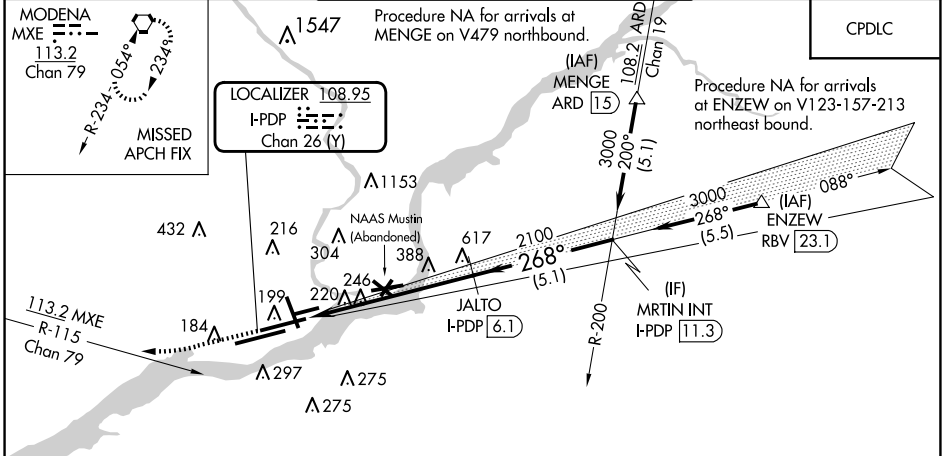 MODENA
MXE
113.2
Chan 79
054°
234°
R-234
MISSED
APCH FIX
1547
Procedure NA for arrivals at
MENGE on V479 northbound.
108.2 ARD
Chan 19
CPDLC
LOCALIZER 108.95
I-PDP
Chan 26 (Y)
(IAF)
MENGE
ARD 15
Procedure NA for arrivals
at ENZEW on V123-157-213
northeast bound.
3000
200°
(5.1)
1153
NAAS Mustin
(Abandoned)
432
216
304
388
617
2100
268°
(5.1)
3000
268°
(5.5)
088°
(IAF)
ENZEW
RBV 23.1
199
220
246
184
JALTO
I-PDP 6.1
(IF)
MRTIN INT
I-PDP 11.3
R-200
113.2 MXE
R-115
Chan 79
297
275
275